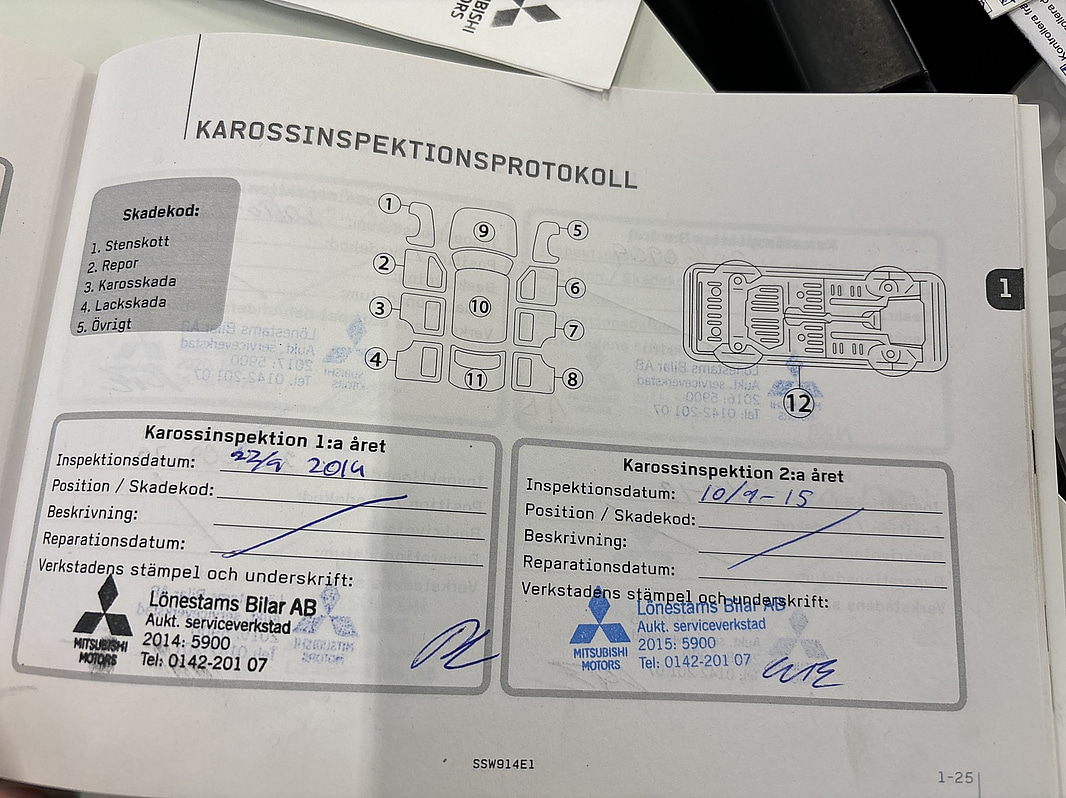 MITSUBISHI
KAROSSINSPEKTIONSPROTOKOLL
Skadekod:
1. Stenskott
2. Repor
3. Karosskada
4. Lackskada
5. Övrigt
1
2
3
4
9
10
11
5
6
7
8
12
1
Karossinspektion 1:a året
Inspektionsdatum: 22/9 2014
Position / Skadekod:
Beskrivning:
Reparationsdatum:
Verkstadens stämpel och underskrift:
MITSUBISHI
MOTORS
Lönestams Bilar AB
Aukt. serviceverkstad
2014: 5900
Tel: 0142-201 07
Karossinspektion 2:a året
Inspektionsdatum: 10/9-15
Position / Skadekod:
Beskrivning:
Reparationsdatum:
Verkstadens stämpel och underskrift:
MITSUBISHI
MOTORS
Lönestams Bilar AB
Aukt. serviceverkstad
2015: 5900
Tel: 0142-201 07
SSW914E1
1-25